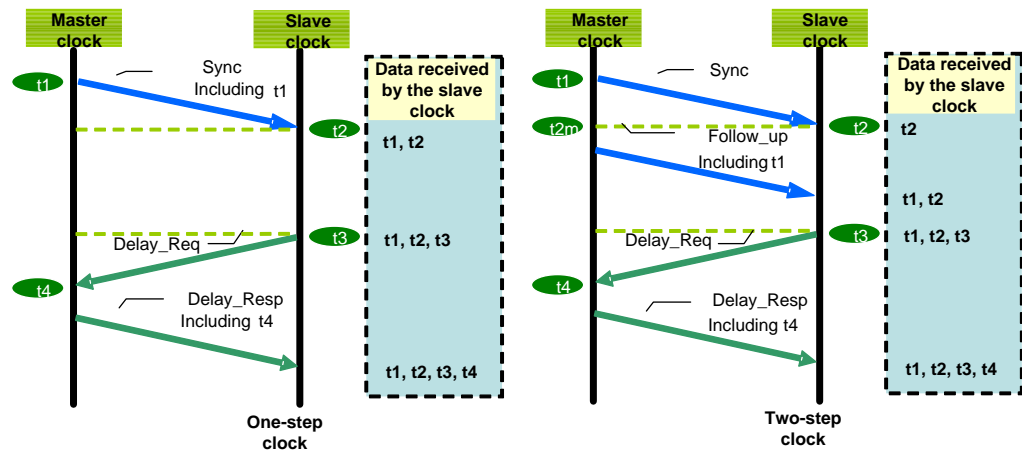 Master
clock
Slave
clock
Data received
by the slave
clock
t1
Sync
Including t1
t2
t1, t2
Delay_Req
t3
t1, t2, t3
t4
Delay_Resp
Including t4
t1, t2, t3, t4
One-step
clock
Master
clock
Slave
clock
Data received
by the slave
clock
t1
Sync
t2m
t2
t2
Follow_up
Including t1
t1, t2
Delay_Req
t3
t1, t2, t3
t4
Delay_Resp
Including t4
t1, t2, t3, t4
Two-step
clock